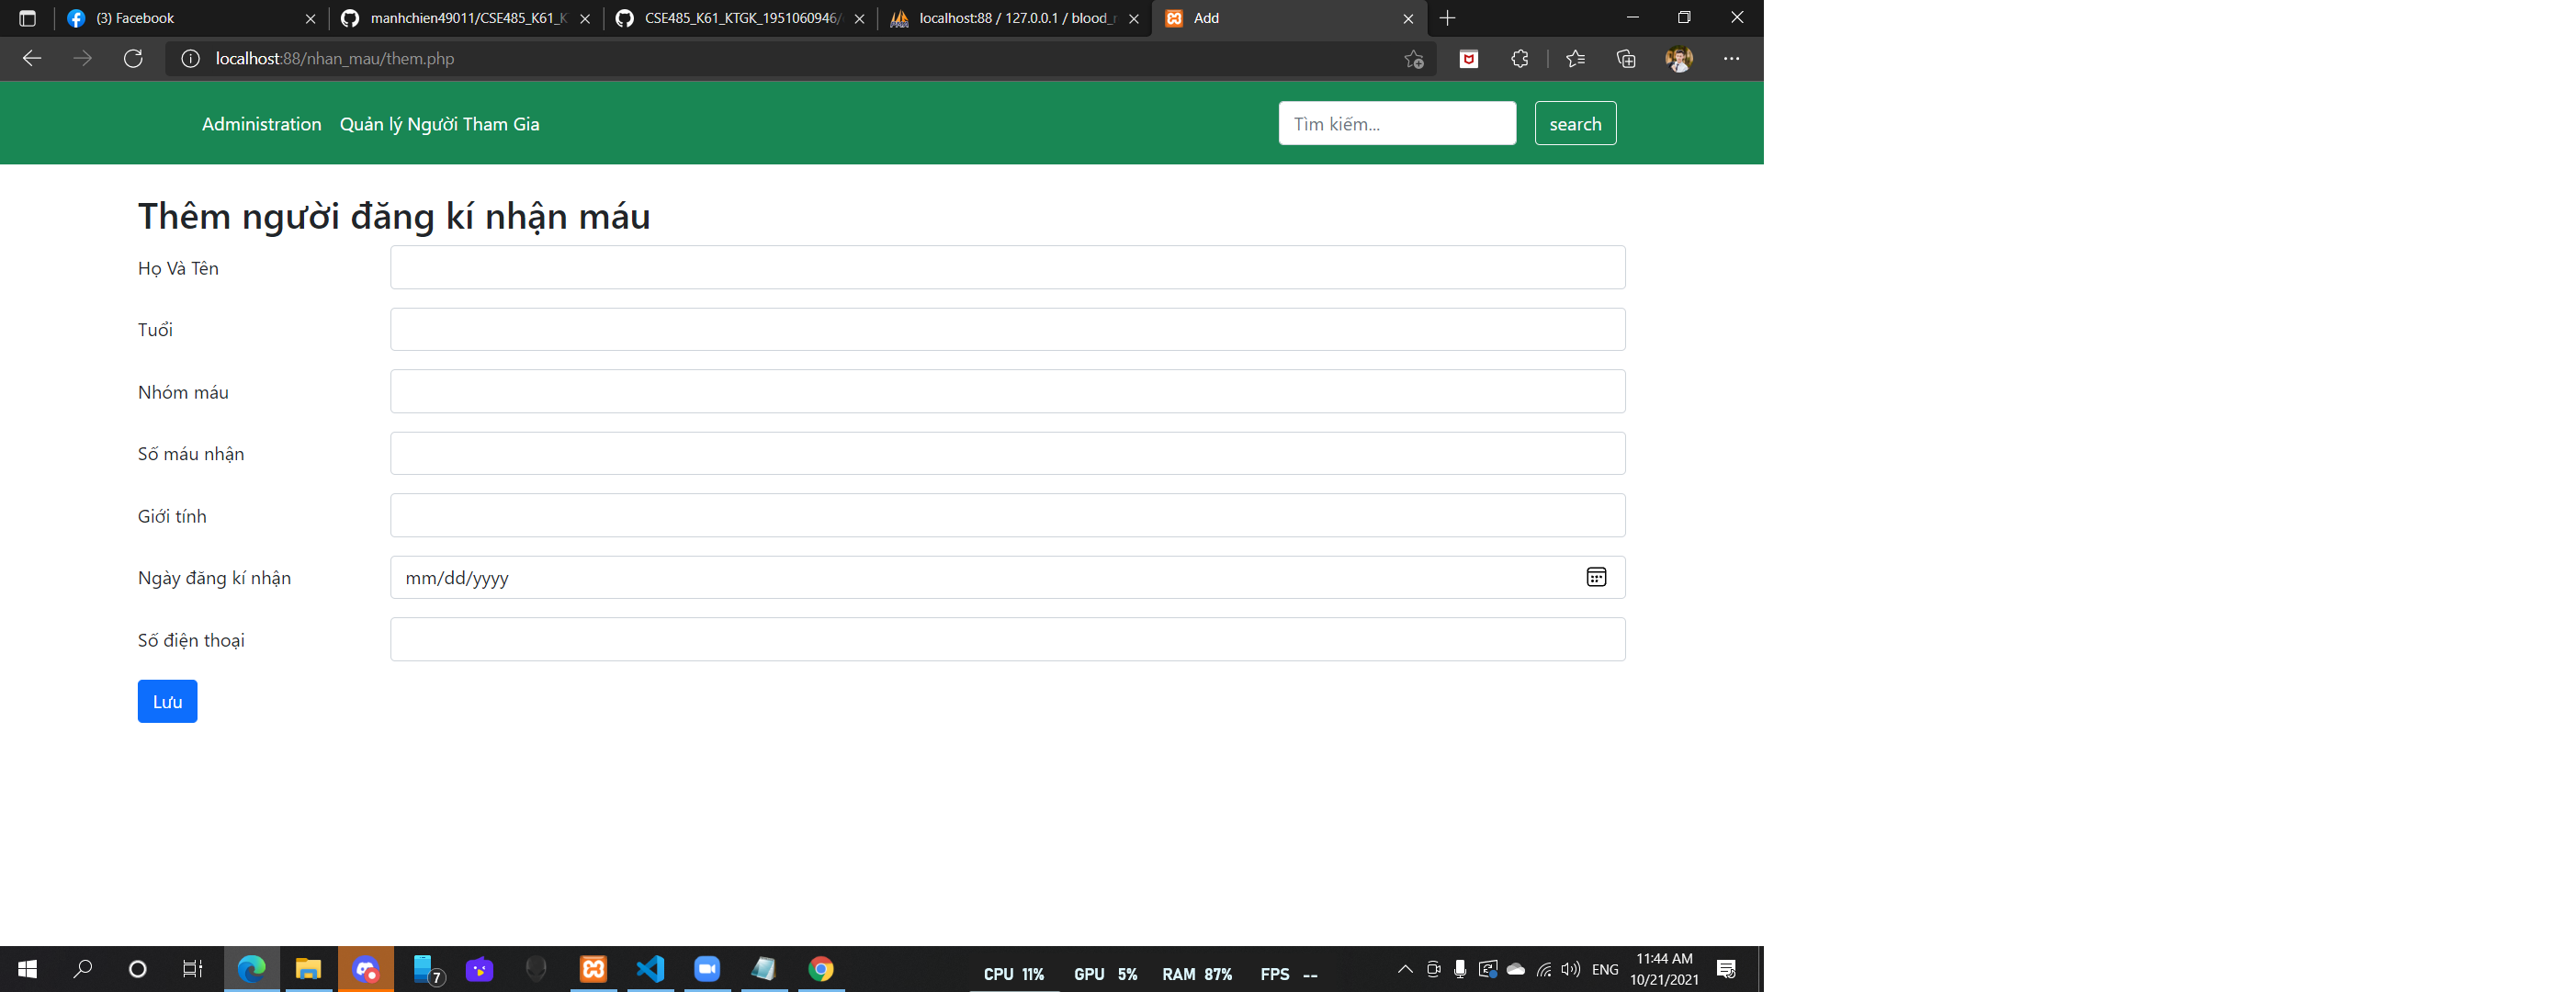 (3) Facebook
manhchien49011/CSE485_K61_K
CSE485_K61_KTGK_1951060946/
localhost:88 / 127.0.0.1 / blood_
Add
localhost:88/nhan_mau/them.php
Administration
Quản lý Người Tham Gia
Tìm kiếm...
search
Thêm người đăng kí nhận máu
Họ Và Tên
Tuổi
Nhóm máu
Số máu nhận
Giới tính
Ngày đăng kí nhận
mm/dd/yyyy
Số điện thoại
Lưu
7
CPU 11%
GPU 5%
RAM 87%
FPS --
ENG
11:44 AM
10/21/2021